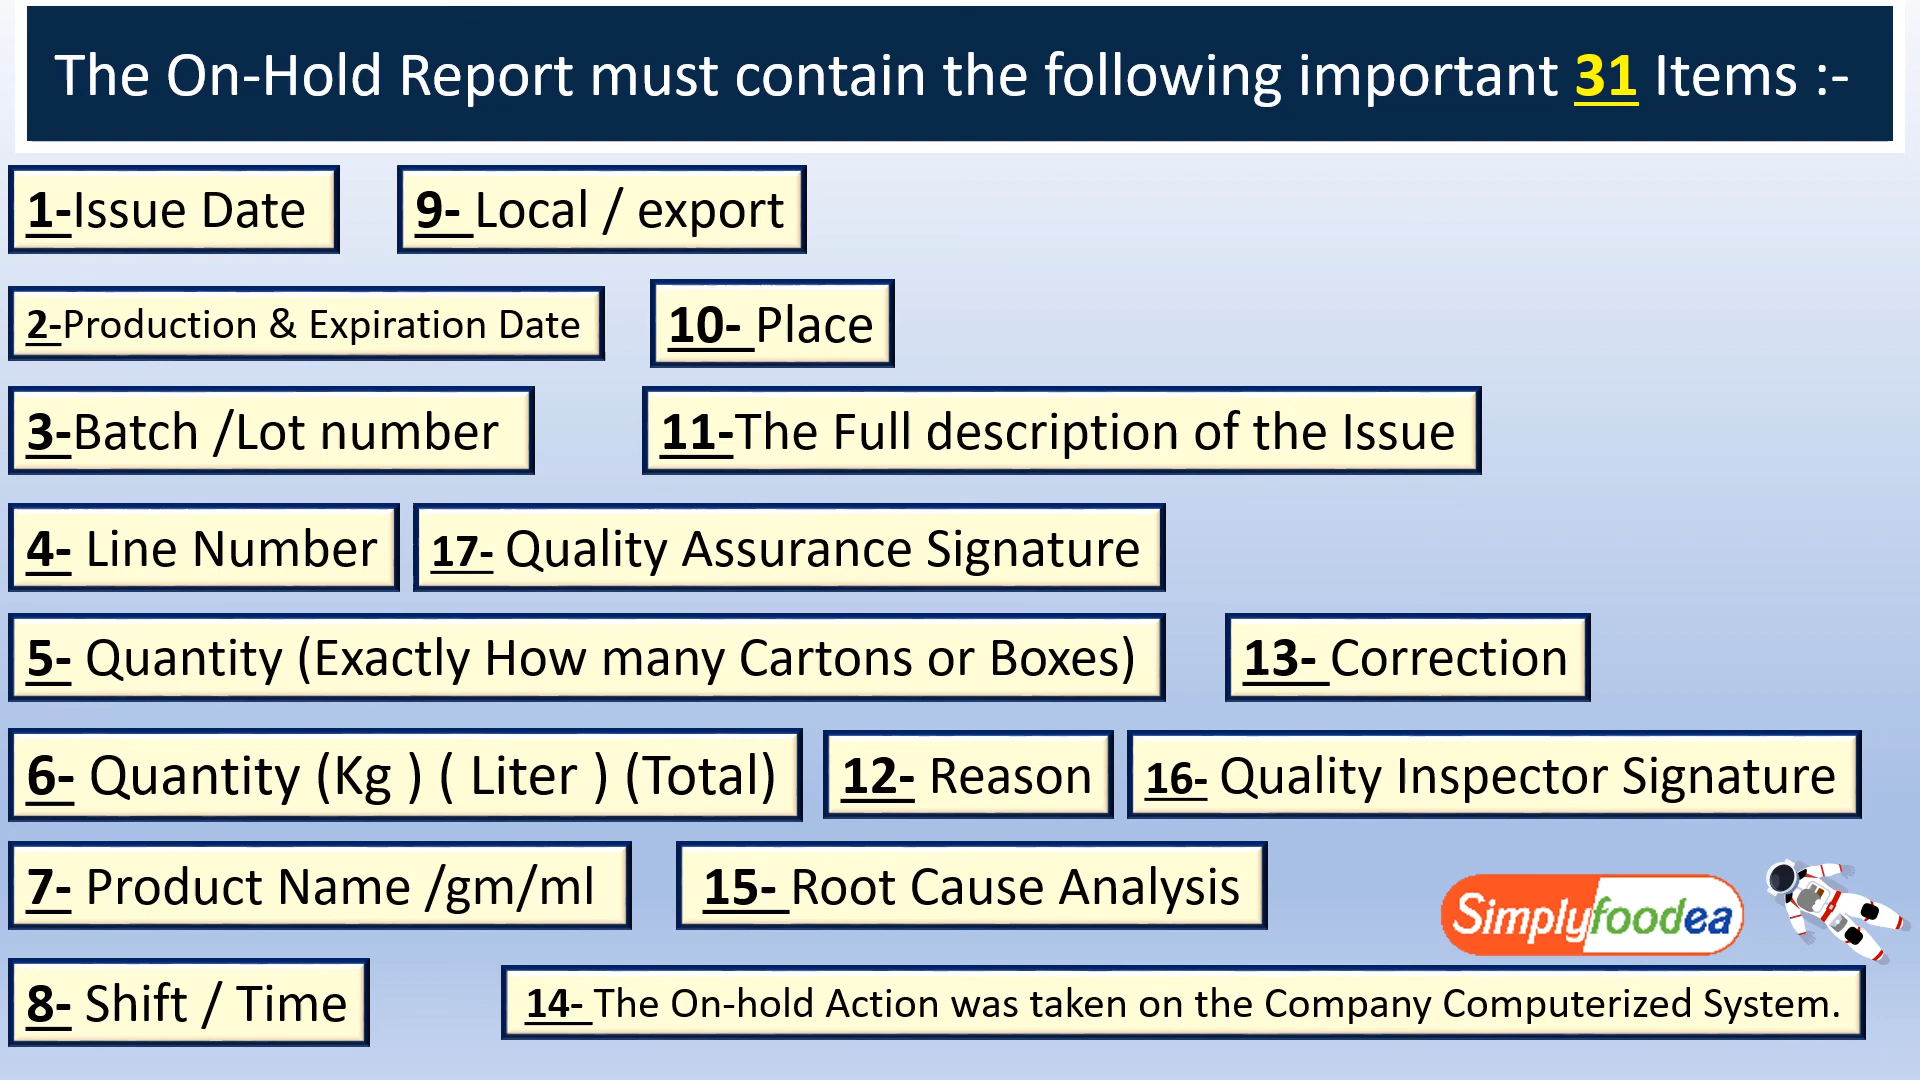 The On-Hold Report must contain the following important 31 Items :-
1-Issue Date
9- Local / export
2-Production & Expiration Date
10- Place
3-Batch /Lot number
11-The Full description of the Issue
4- Line Number
17- Quality Assurance Signature
5- Quantity (Exactly How many Cartons or Boxes)
13- Correction
6- Quantity (Kg ) ( Liter ) (Total)
12- Reason
16- Quality Inspector Signature
7- Product Name /gm/ml
15- Root Cause Analysis
Simplyfoodea
8- Shift / Time
14- The On-hold Action was taken on the Company Computerized System.